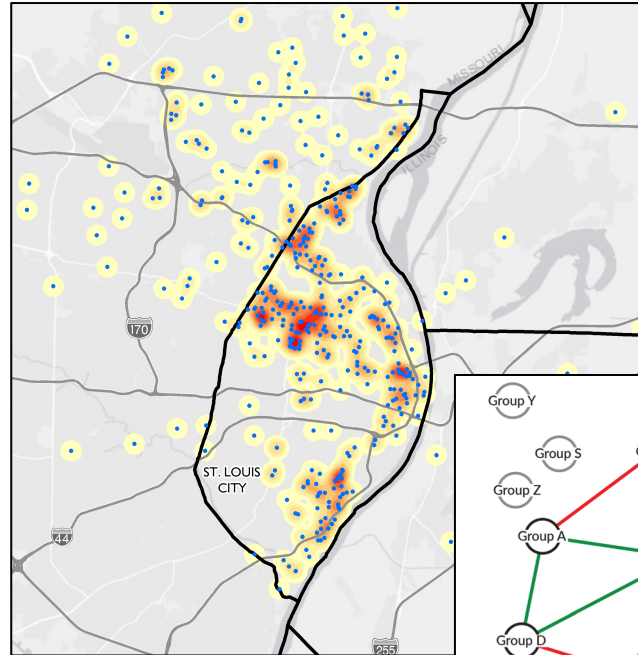 MISSOURI
ILLINOIS
170
ST. LOUIS
CITY
44
255
Group Y
Group S
Group Z
Group A
Group D